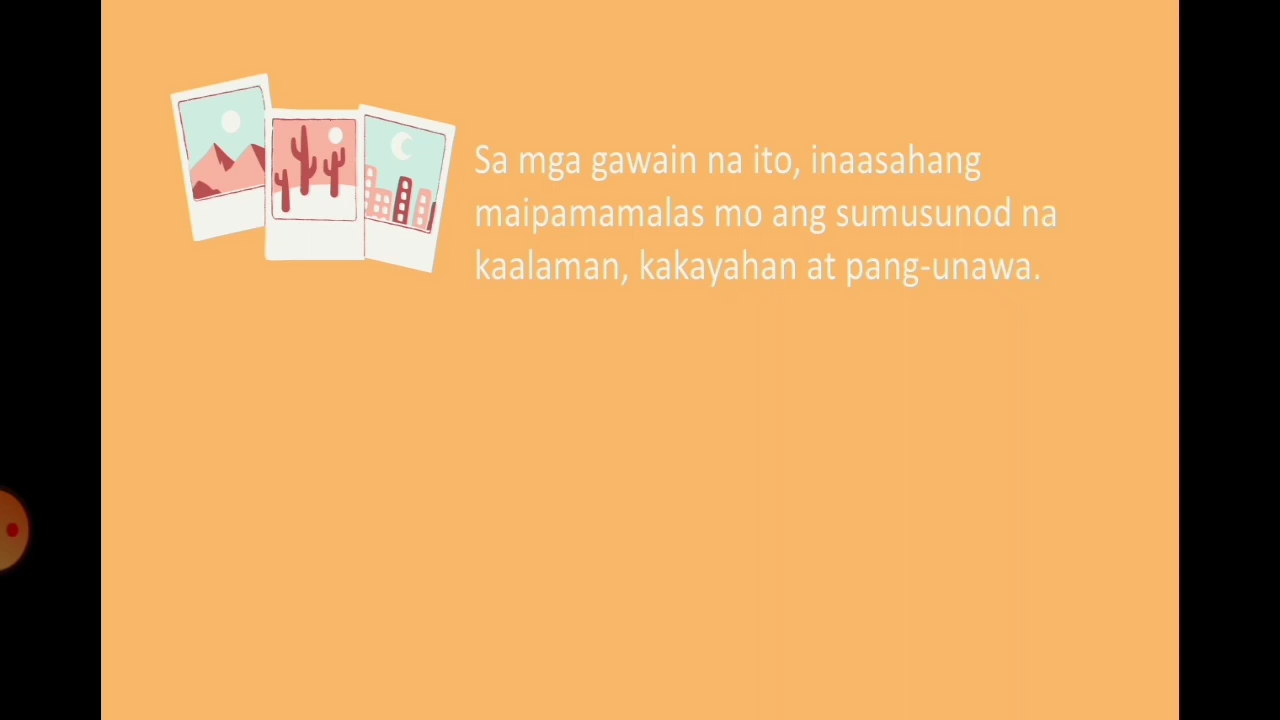 Sa mga gawain na ito, inaasahang
maipamamalas mo ang sumusunod na
kaalaman, kakayahan at pang-unawa.